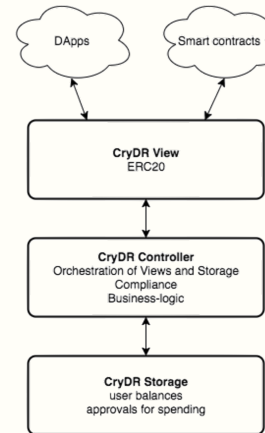 DApps
Smart contracts
CryDR View
ERC20
CryDR Controller
Orchestration of Views and Storage
Compliance
Business-logic
CryDR Storage
user balances
approvals for spending